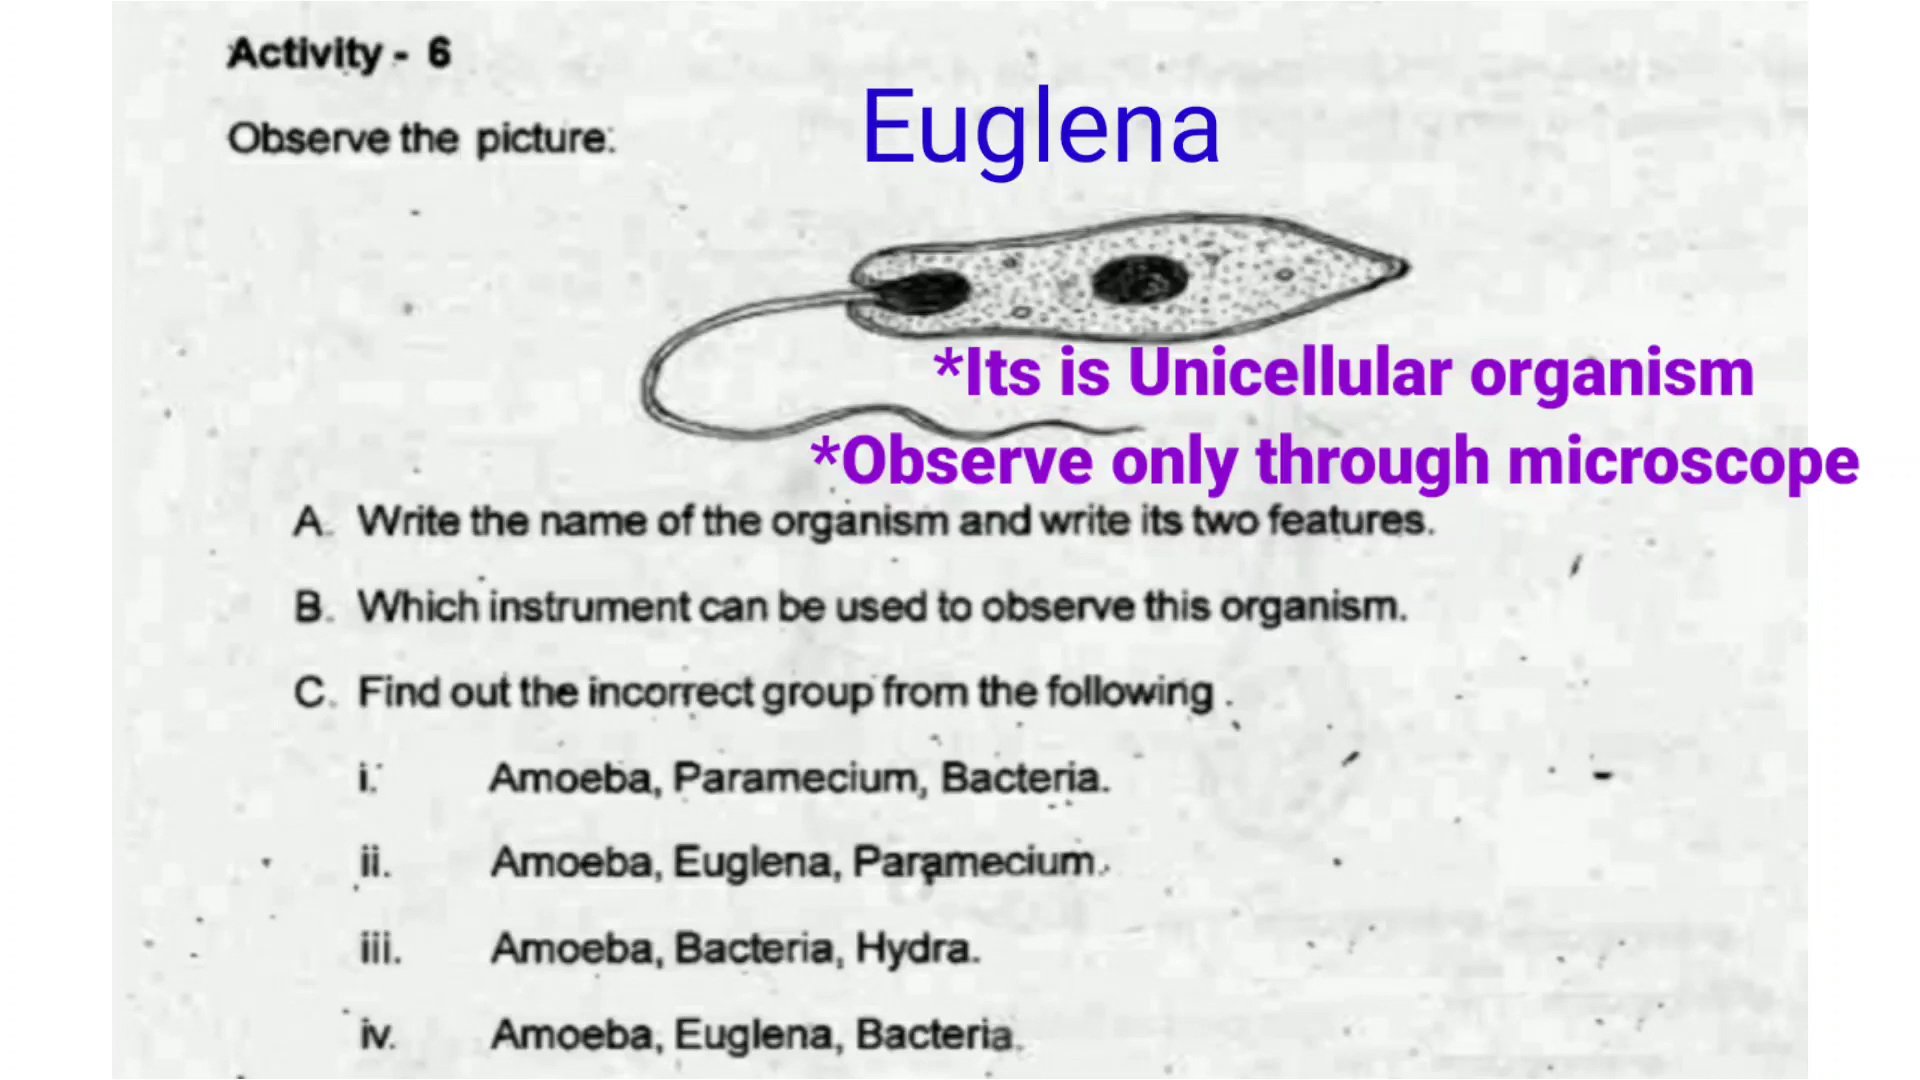 Activity - 6
Euglena
Observe the picture:
*Its is Unicellular organism
*Observe only through microscope
A. Write the name of the organism and write its two features.
B. Which instrument can be used to observe this organism.
C. Find out the incorrect group from the following .
i. Amoeba, Paramecium, Bacteria.
ii. Amoeba, Euglena, Paramecium.
iii. Amoeba, Bacteria, Hydra.
iv. Amoeba, Euglena, Bacteria.